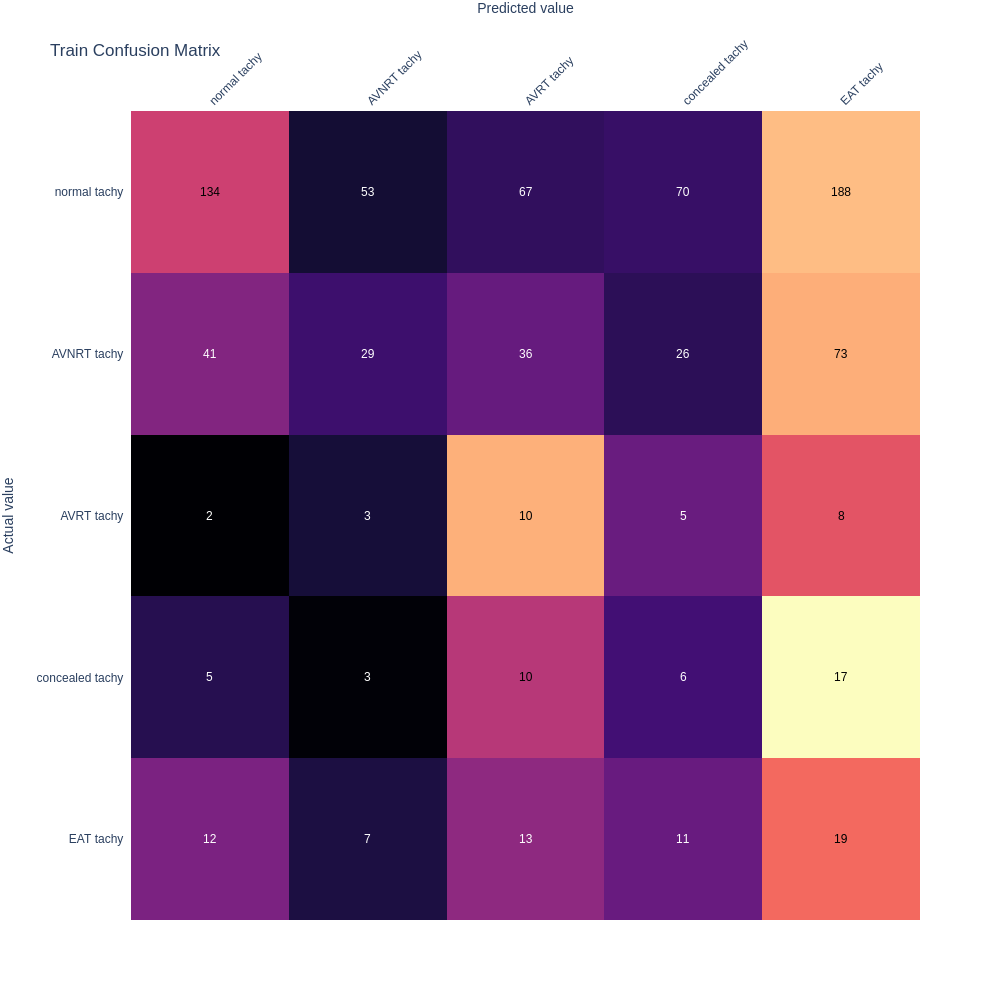 Predicted value
Train Confusion Matrix
normal tachy
AVNRT tachy
AVRT tachy
concealed tachy
EAT tachy
normal tachy 134 53 67 70 188
AVNRT tachy 41 29 36 26 73
Actual value
AVRT tachy 2 3 10 5 8
concealed tachy 5 3 10 6 17
EAT tachy 12 7 13 11 19